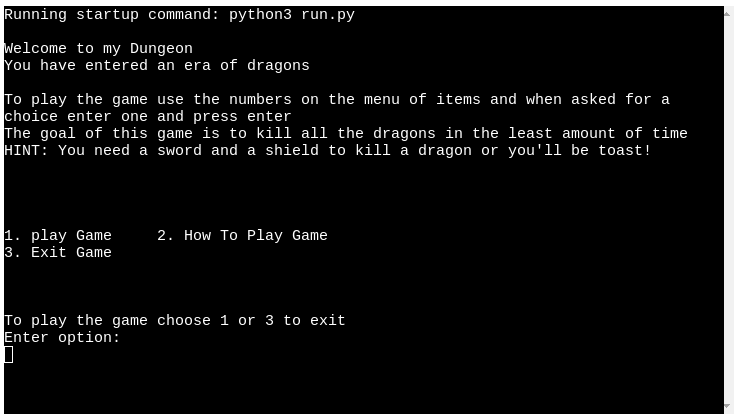 Running startup command: python3 run.py
Welcome to my Dungeon
You have entered an era of dragons
To play the game use the numbers on the menu of items and when asked for a
choice enter one and press enter
The goal of this game is to kill all the dragons in the least amount of time
HINT: You need a sword and a shield to kill a dragon or you'll be toast!
1. play Game     2. How To Play Game
3. Exit Game
To play the game choose 1 or 3 to exit
Enter option: